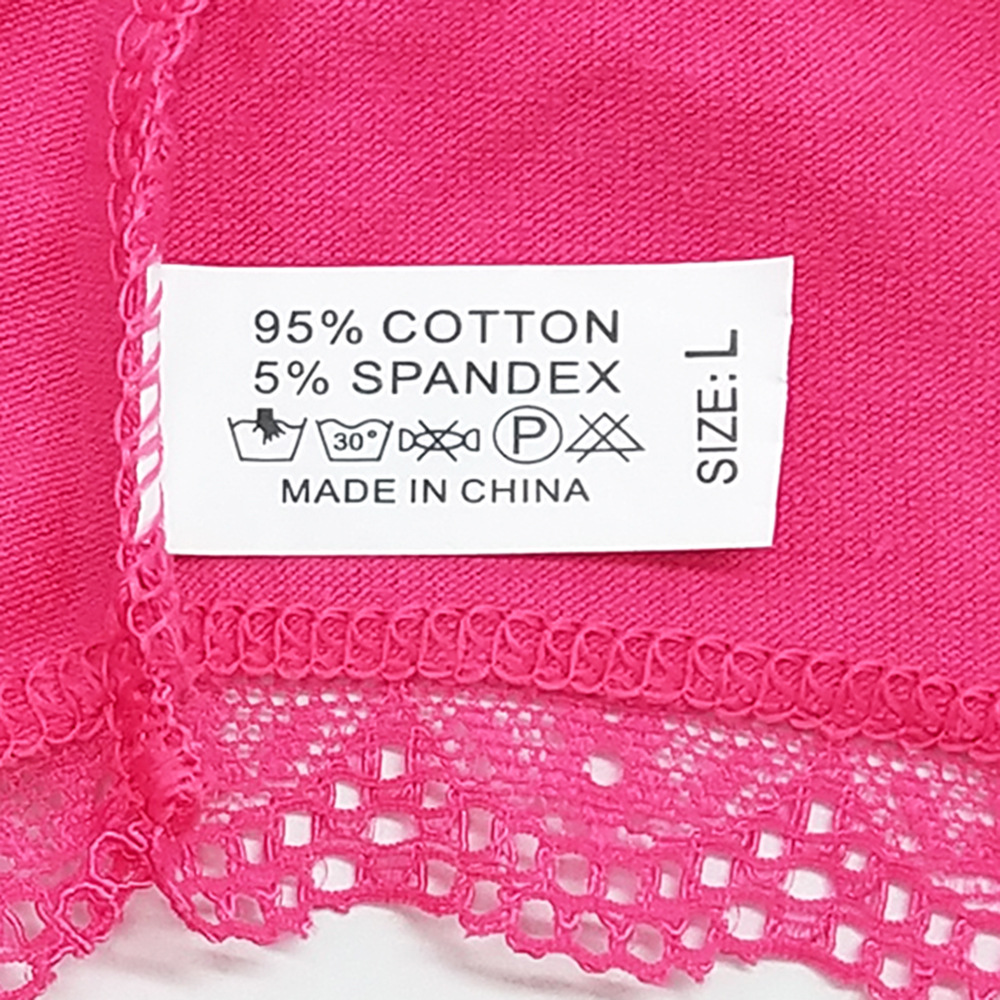 95% COTTON
5% SPANDEX
30°
P
MADE IN CHINA
SIZE: L